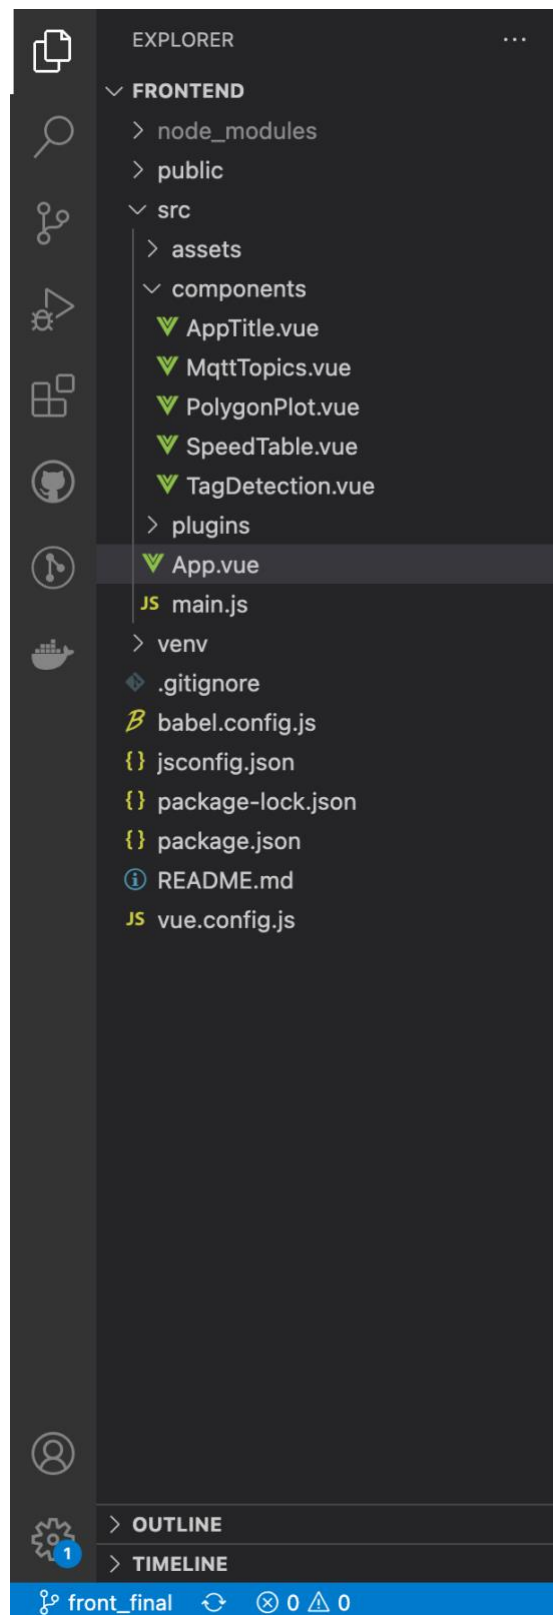 EXPLORER
FRONTEND
node_modules
public
src
assets
components
AppTitle.vue
MqttTopics.vue
PolygonPlot.vue
SpeedTable.vue
TagDetection.vue
plugins
App.vue
JS main.js
venv
.gitignore
babel.config.js
{} jsconfig.json
{} package-lock.json
{} package.json
README.md
JS vue.config.js
OUTLINE
1
TIMELINE
front_final 0 0